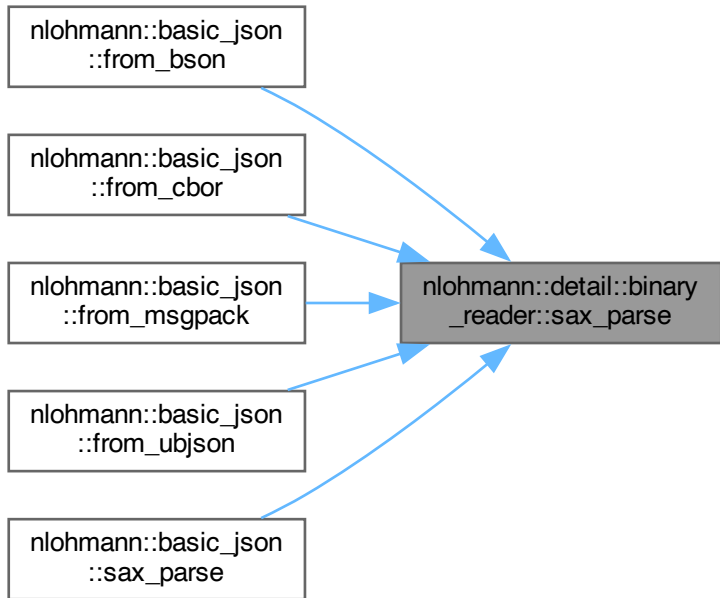 nlohmann::basic_json
::from_bson
nlohmann::basic_json
::from_cbor
nlohmann::basic_json
::from_msgpack
nlohmann::detail::binary
_reader::sax_parse
nlohmann::basic_json
::from_ubjson
nlohmann::basic_json
::sax_parse